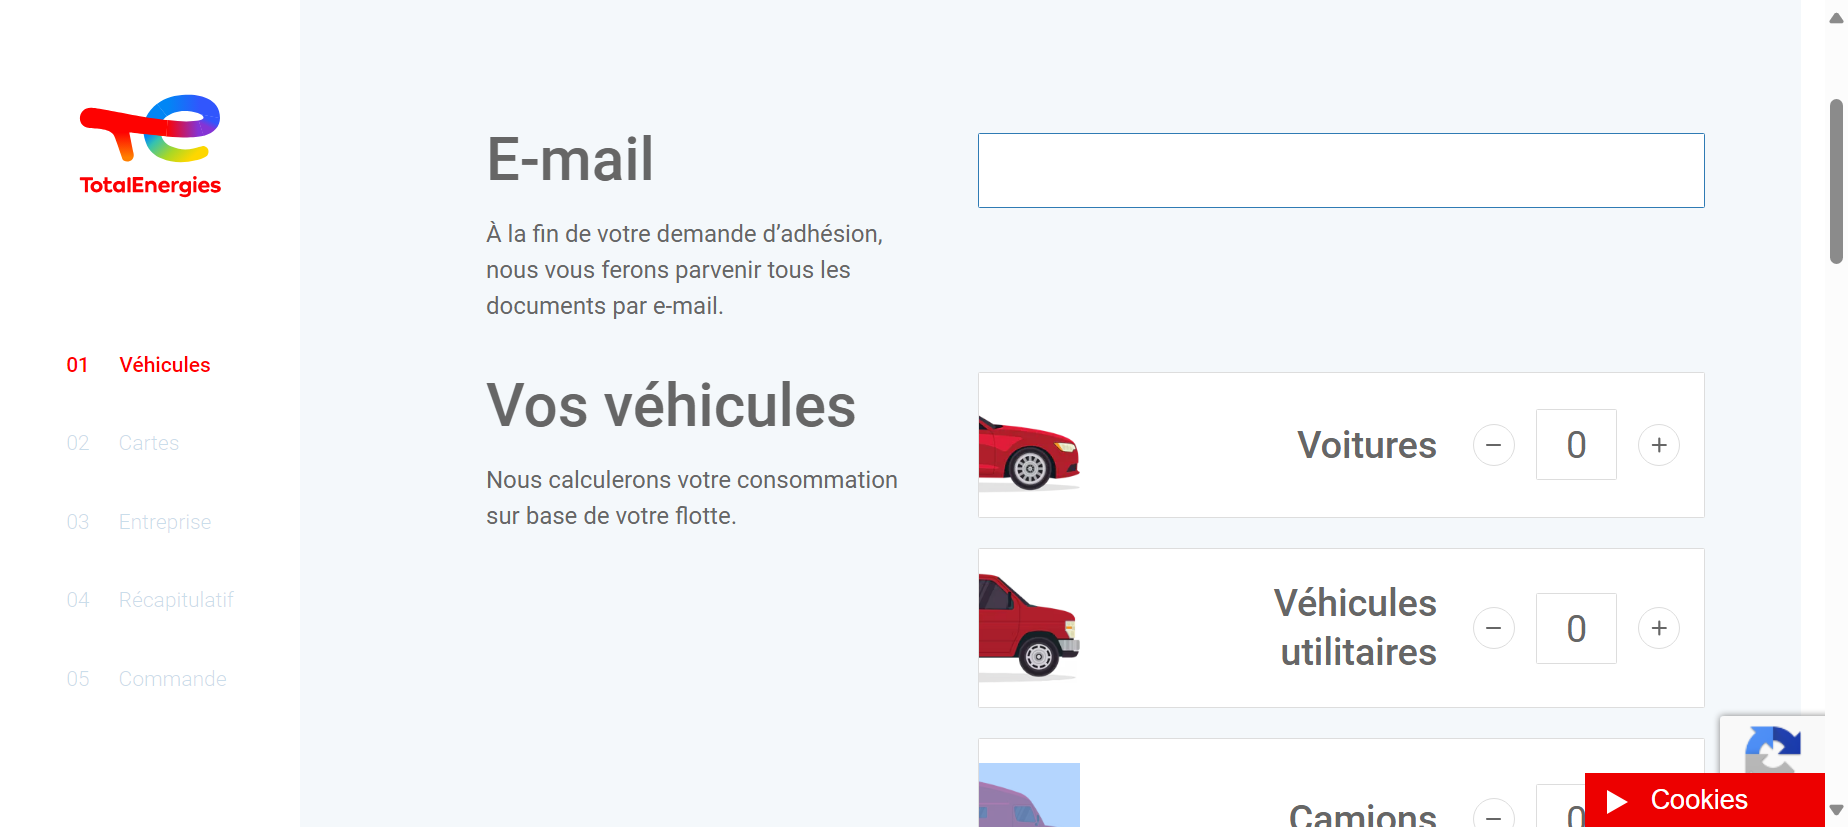 TotalEnergies
01 Véhicules
02 Cartes
03 Entreprise
04 Récapitulatif
05 Commande
E-mail
À la fin de votre demande d’adhésion,
nous vous ferons parvenir tous les
documents par e-mail.
Vos véhicules
Nous calculerons votre consommation
sur base de votre flotte.
Voitures − 0 +
Véhicules
utilitaires − 0 +
Camions − 0
Cookies